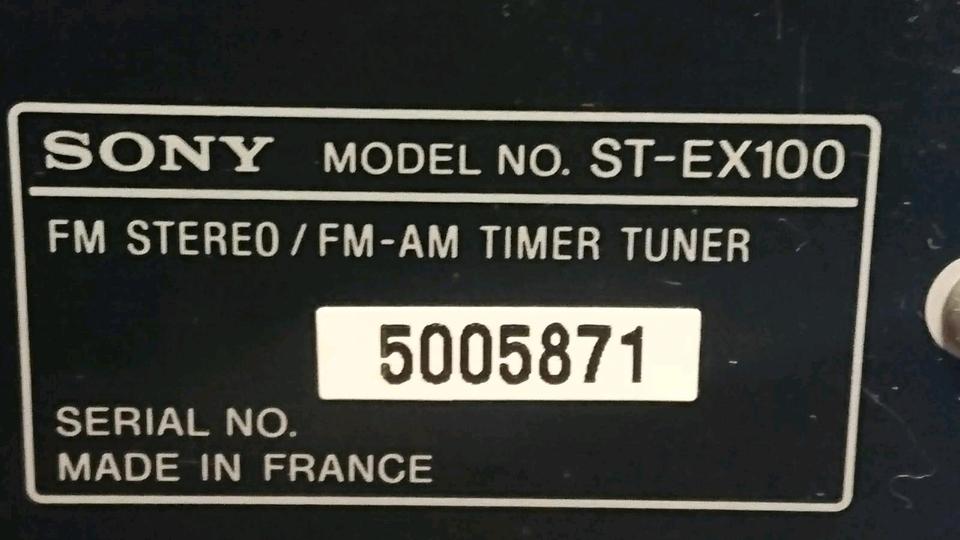 SONY MODEL NO. ST-EX100
FM STEREO / FM-AM TIMER TUNER
5005871
SERIAL NO.
MADE IN FRANCE